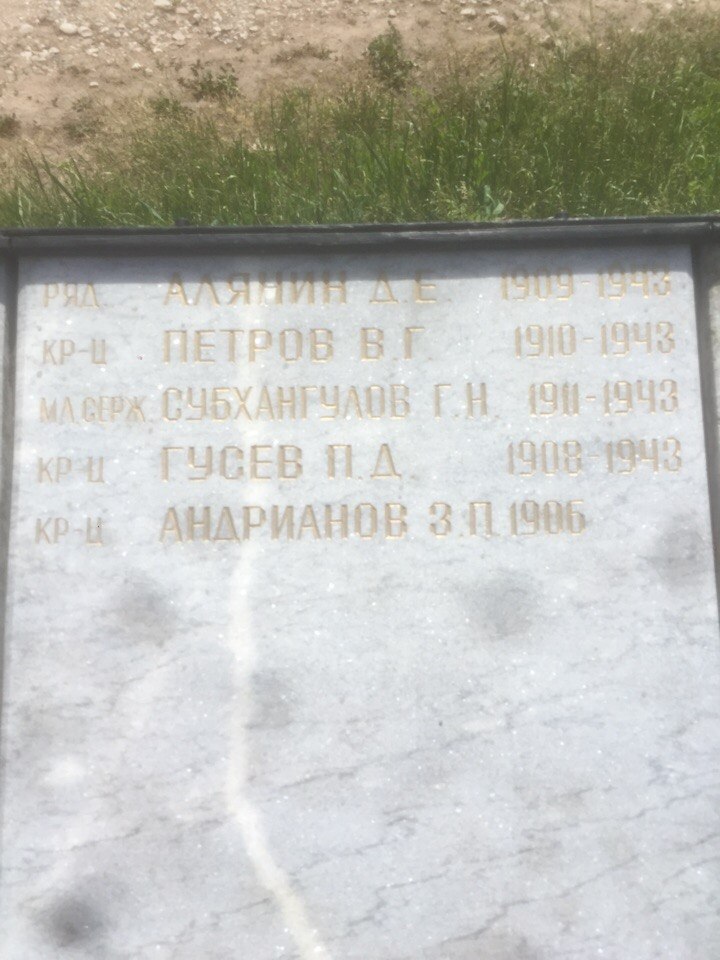 РЯД. АЛЯНИН Д.Е. 1909-1943
КР-Ц ПЕТРОВ В.Г. 1910-1943
МЛ.СЕРЖ. СУБХАНГУЛОВ Г.Н. 1911-1943
КР-Ц ГУСЕВ П.Д. 1908-1943
КР-Ц АНДРИАНОВ З.П. 1906